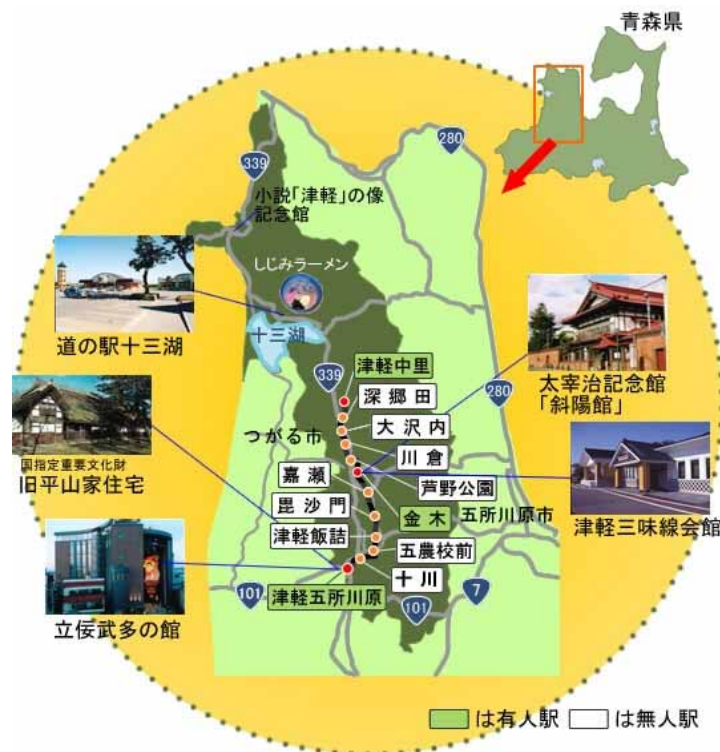 青森県
280
339
小説「津軽」の像
記念館
しじみラーメン
道の駅十三湖
十三湖
津軽中里
339
深郷田
280
太宰治記念館
「斜陽館」
大沢内
つがる市
川倉
国指定重要文化財
旧平山家住宅
嘉瀬
芦野公園
毘沙門
金木
五所川原市
津軽三味線会館
津軽飯詰
五農校前
十川
101
津軽五所川原
101
7
立佞武多の館
は有人駅
は無人駅